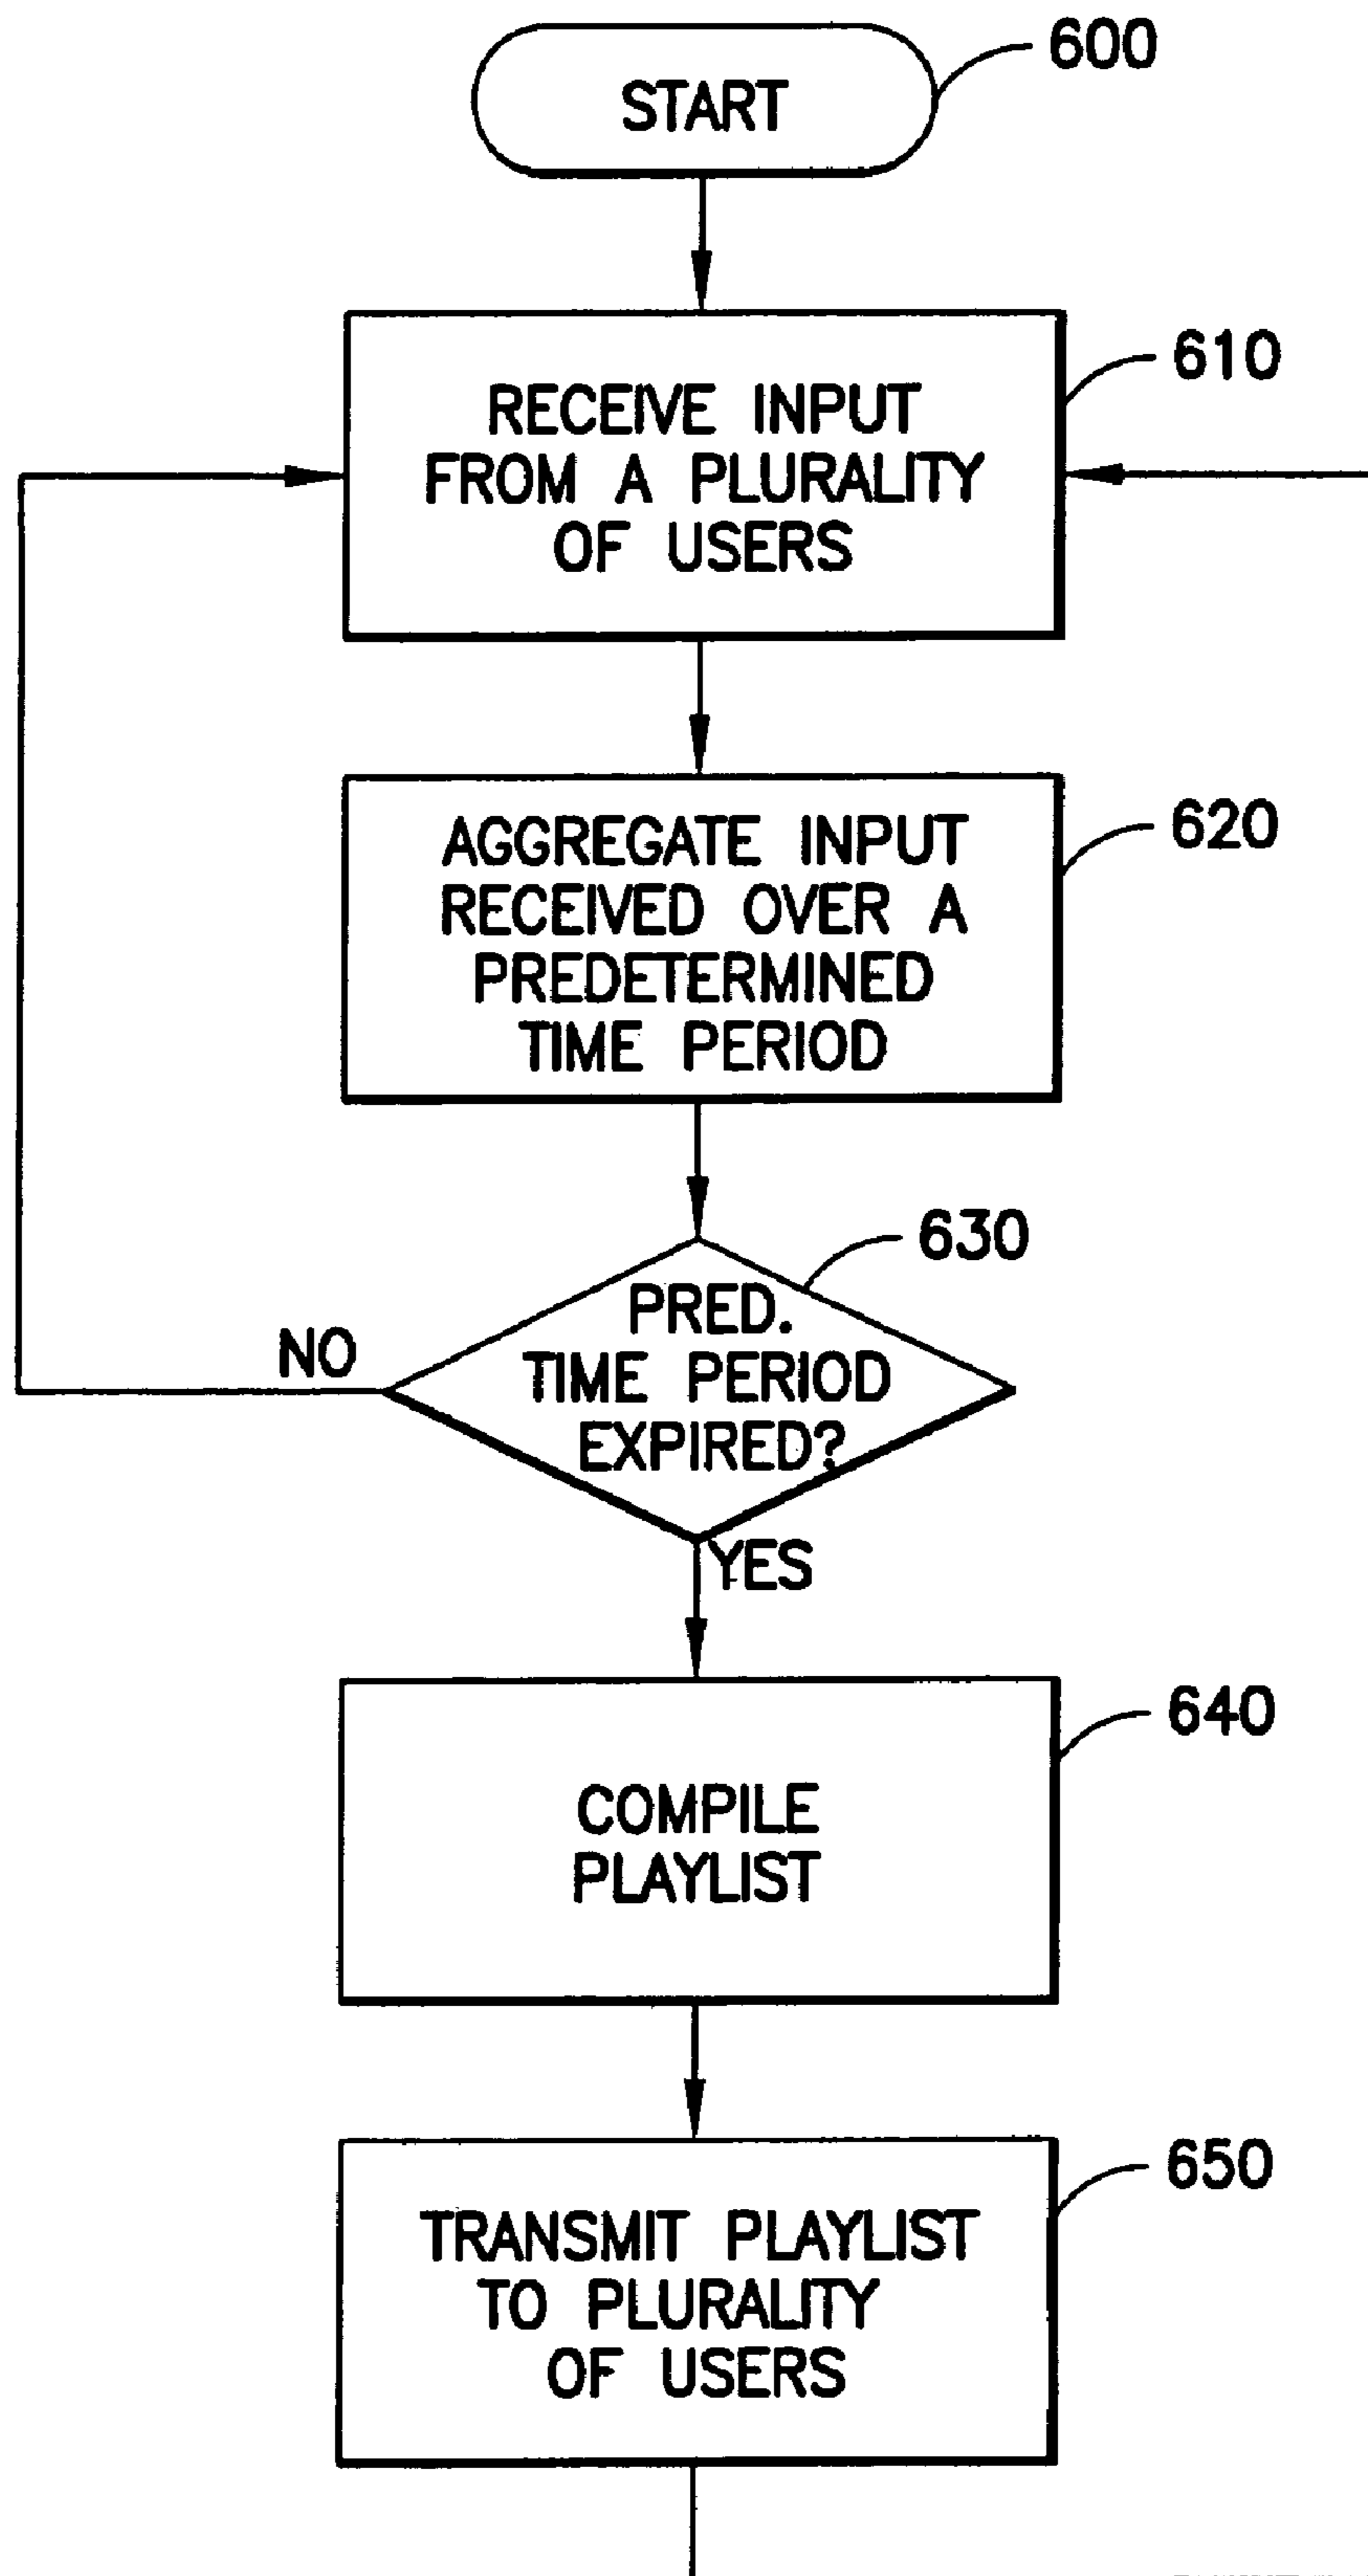 START
600
RECEIVE INPUT
FROM A PLURALITY
OF USERS
610
AGGREGATE INPUT
RECEIVED OVER A
PREDETERMINED
TIME PERIOD
620
PRED.
TIME PERIOD
EXPIRED?
630
NO
YES
COMPILE
PLAYLIST
640
TRANSMIT PLAYLIST
TO PLURALITY
OF USERS
650